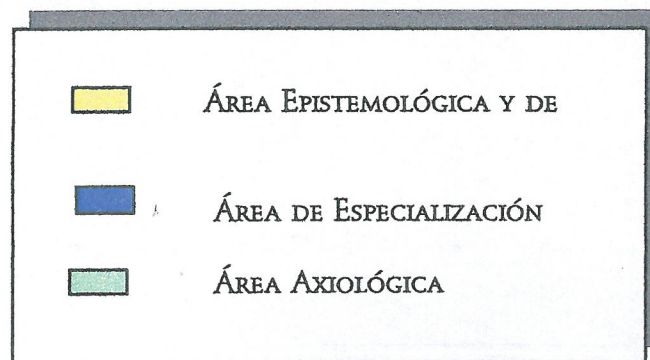 Área Epistemológica y de
Área de Especialización
Área Axiológica